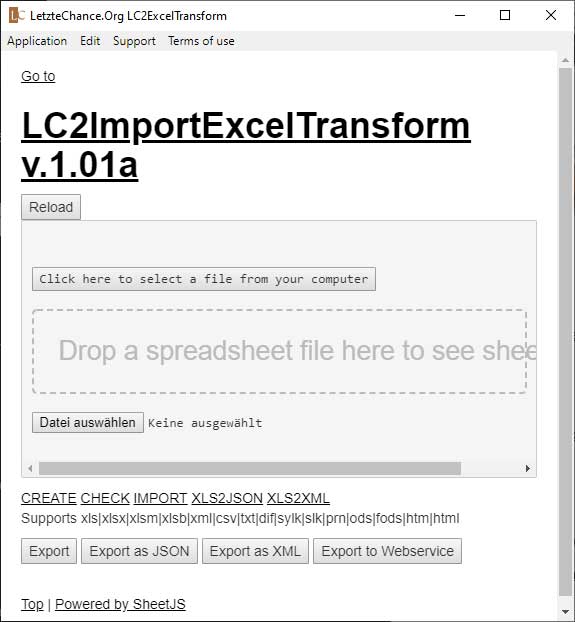 LC LetzteChance.Org LC2ExcelTransform
Application Edit Support Terms of use
Go to
LC2ImportExcelTransform
v.1.01a
Reload
Click here to select a file from your computer
Drop a spreadsheet file here to see shee
Datei auswählen Keine ausgewählt
CREATE CHECK IMPORT XLS2JSON XLS2XML
Supports xls|xlsx|xlsm|xlsb|xml|csv|txt|dif|sylk|slk|prn|ods|fods|htm|html
Export Export as JSON Export as XML Export to Webservice
Top | Powered by SheetJS